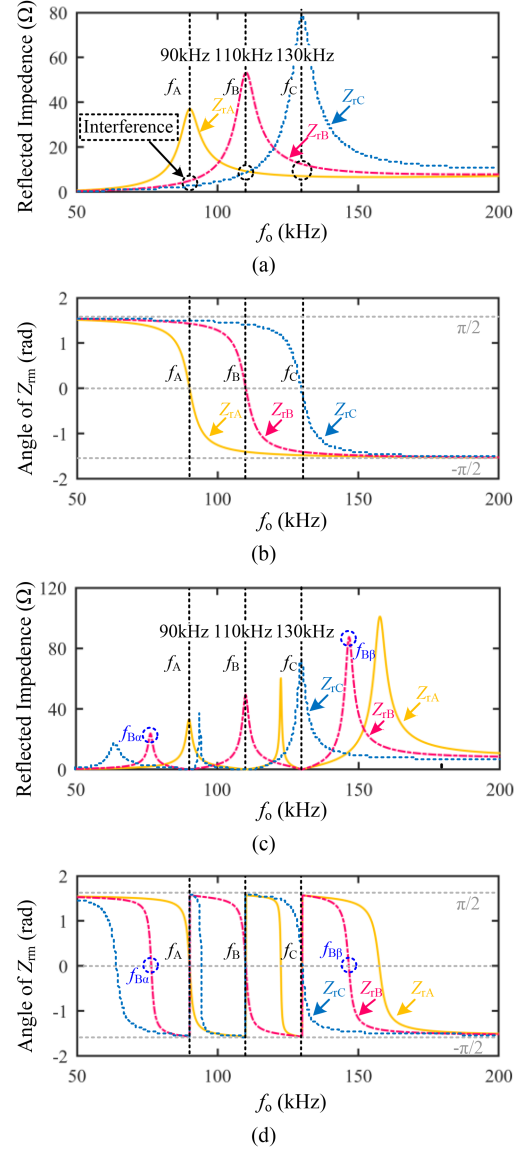 Reflected Impedence (Ω)
80
60
40
20
0
90kHz 110kHz 130kHz
fA
fB
fC
ZrA
ZrB
ZrC
Interference
50
100
150
200
fo (kHz)
(a)
Angle of Zrm (rad)
2
1
0
-1
-2
π/2
fA
fB
fC
ZrA
ZrB
ZrC
-π/2
50
100
150
200
fo (kHz)
(b)
Reflected Impedence (Ω)
120
80
40
0
90kHz 110kHz 130kHz
fA
fB
fC
fBα
fBβ
ZrC
ZrB
ZrA
50
100
150
200
fo (kHz)
(c)
Angle of Zrm (rad)
2
1
0
-1
-2
π/2
fA
fB
fC
fBα
fBβ
ZrC
ZrB
ZrA
-π/2
50
100
150
200
fo (kHz)
(d)